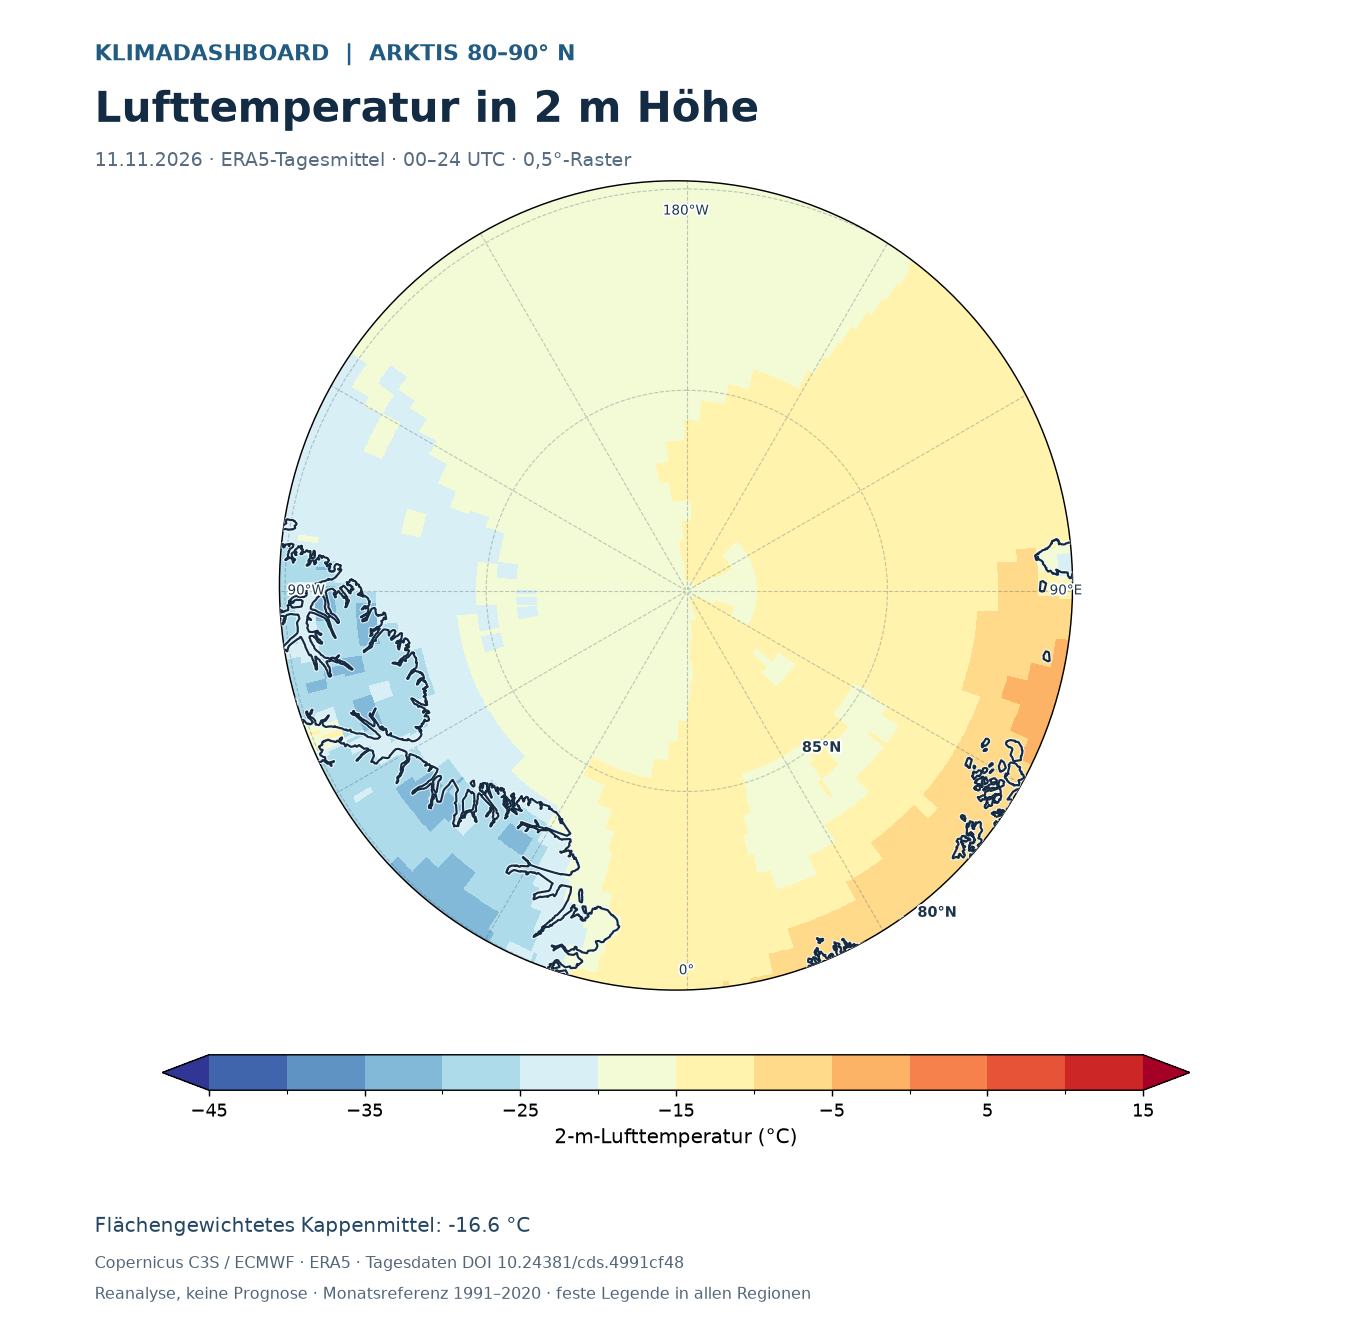 KLIMADASHBOARD | ARKTIS 80–90° N
Lufttemperatur in 2 m Höhe
11.11.2026 · ERA5-Tagesmittel · 00–24 UTC · 0,5°-Raster
180°W
90°W
90°E
85°N
80°N
0°
−45 −35 −25 −15 −5 5 15
2-m-Lufttemperatur (°C)
Flächengewichtetes Kappenmittel: -16.6 °C
Copernicus C3S / ECMWF · ERA5 · Tagesdaten DOI 10.24381/cds.4991cf48
Reanalyse, keine Prognose · Monatsreferenz 1991–2020 · feste Legende in allen Regionen